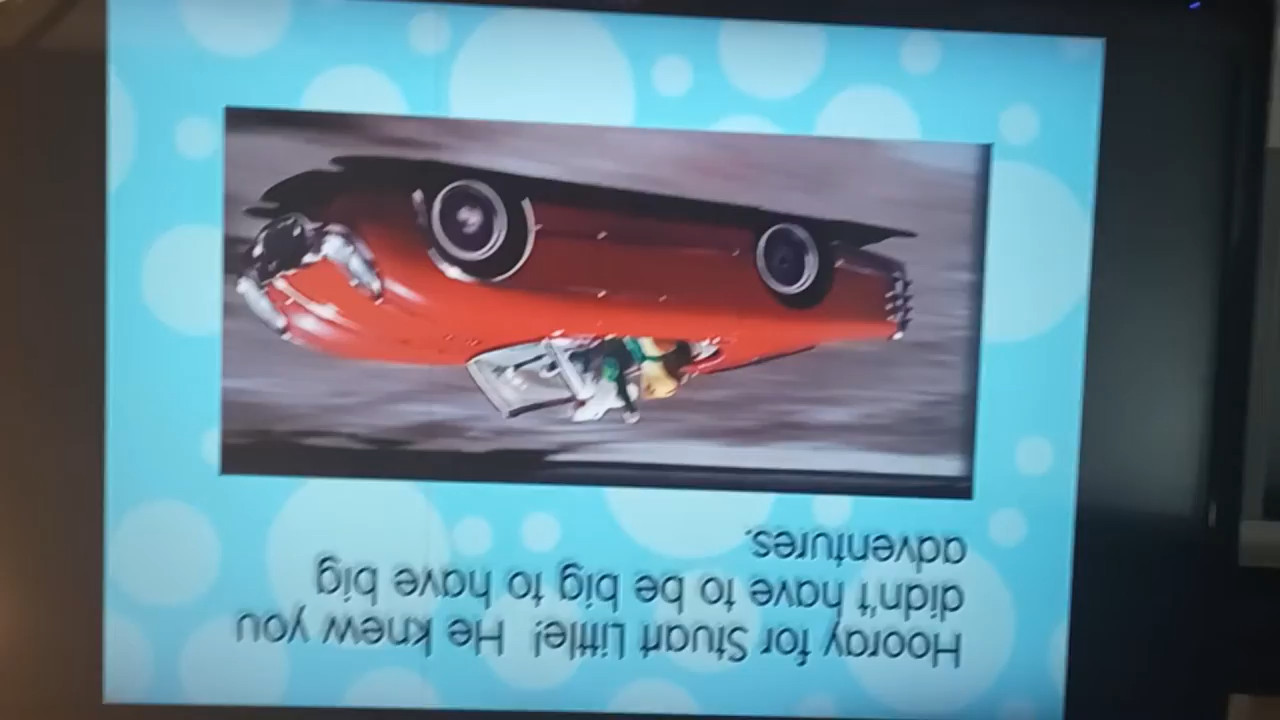 Hooray for Stuart Little!  He knew you
didn't have to be big to have big
adventures.